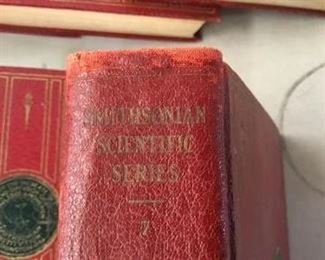 SMITHSONIAN
SCIENTIFIC
SERIES
7